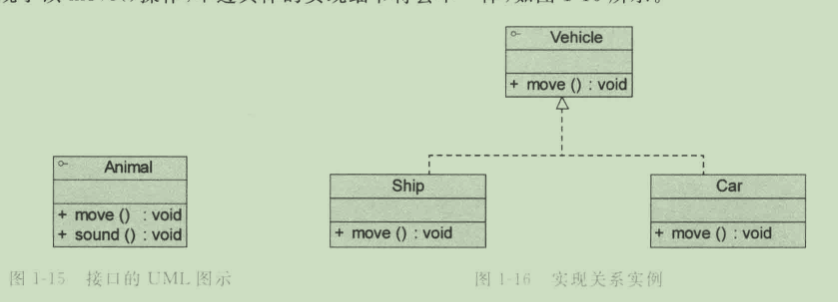 Vehicle
+ move () : void
Animal
+ move () : void
+ sound () : void
Ship
+ move () : void
Car
+ move () : void
图 1-15 接口的 UML 图示
图 1-16 实现关系实例